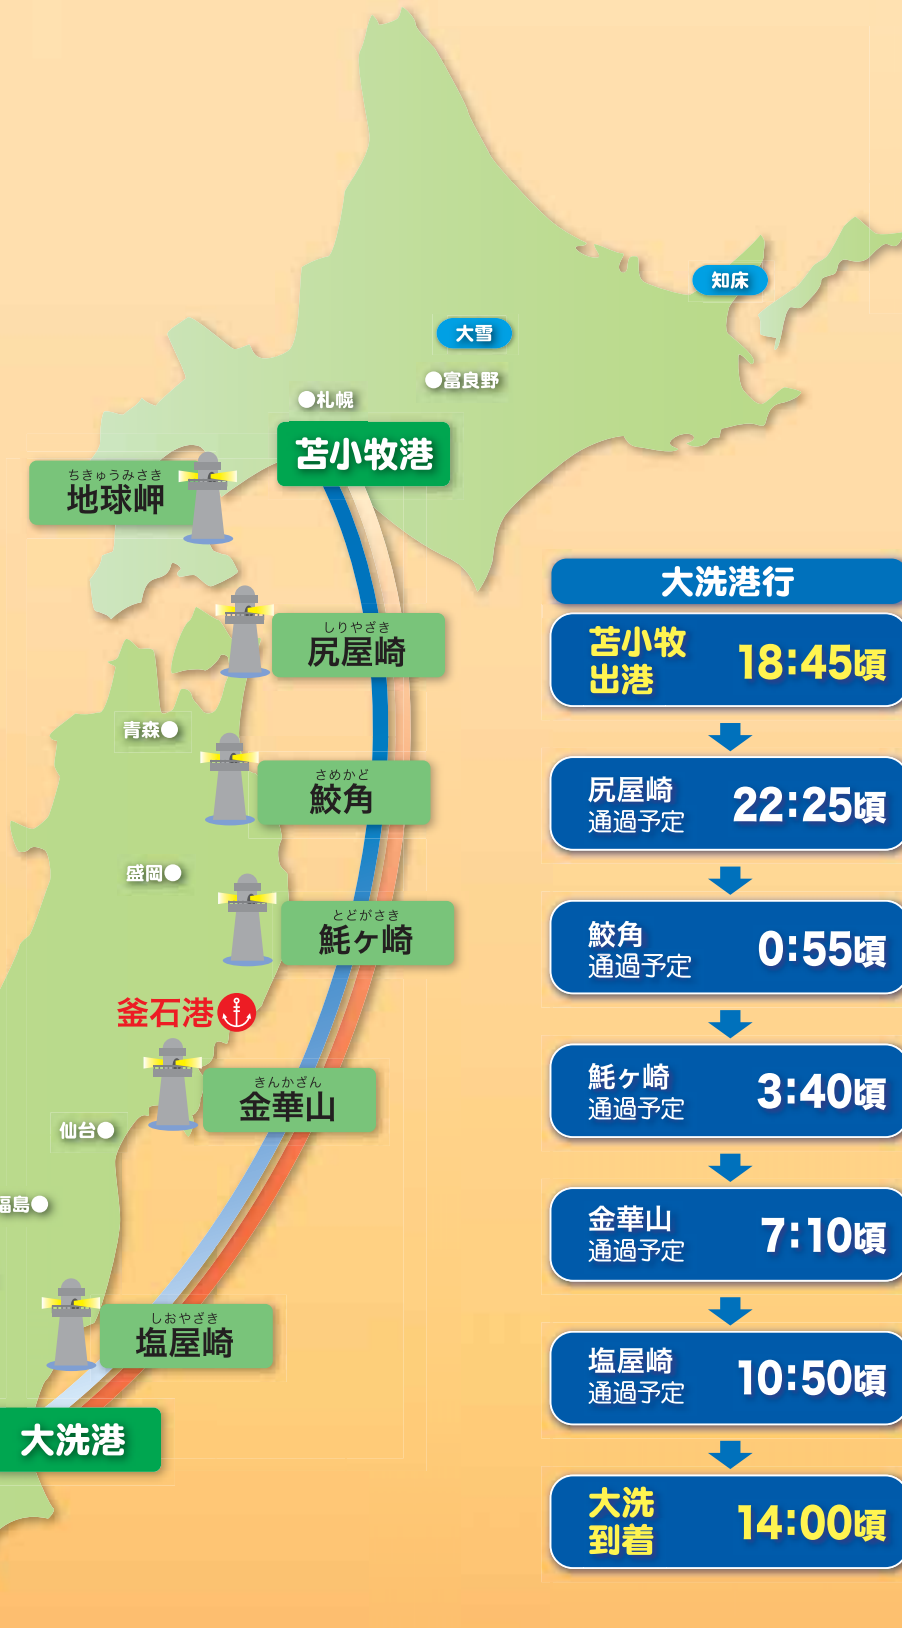 知床
大雪
富良野
札幌
苫小牧港
ちきゅうみさき
地球岬
しりやざき
尻屋崎
青森
さめかど
鮫角
盛岡
とどがさき
魹ヶ崎
釜石港
きんかざん
金華山
仙台
福島
しおやざき
塩屋崎
大洗港
大洗港行
苫小牧
出港
18:45頃
尻屋崎
通過予定
22:25頃
鮫角
通過予定
0:55頃
魹ヶ崎
通過予定
3:40頃
金華山
通過予定
7:10頃
塩屋崎
通過予定
10:50頃
大洗
到着
14:00頃